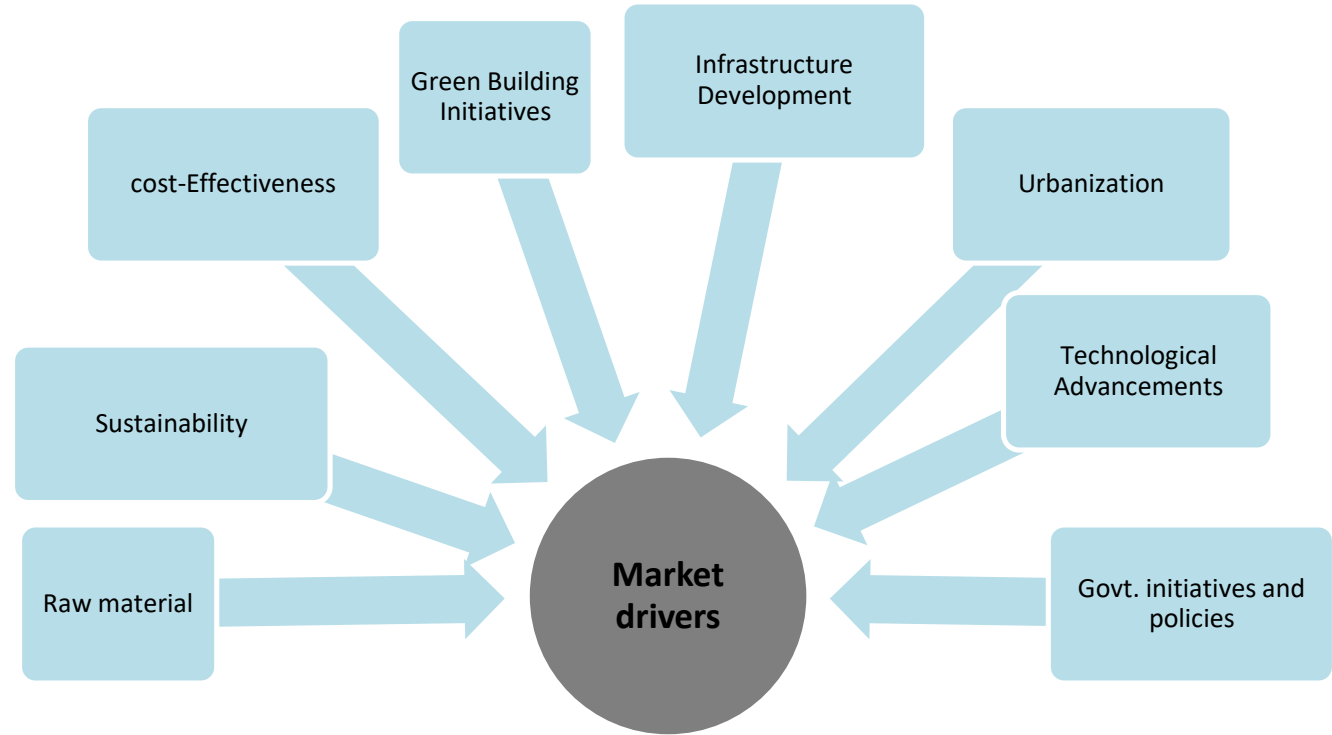 Green Building
Initiatives
Infrastructure
Development
cost-Effectiveness
Urbanization
Technological
Advancements
Sustainability
Raw material
Market
drivers
Govt. initiatives and
policies